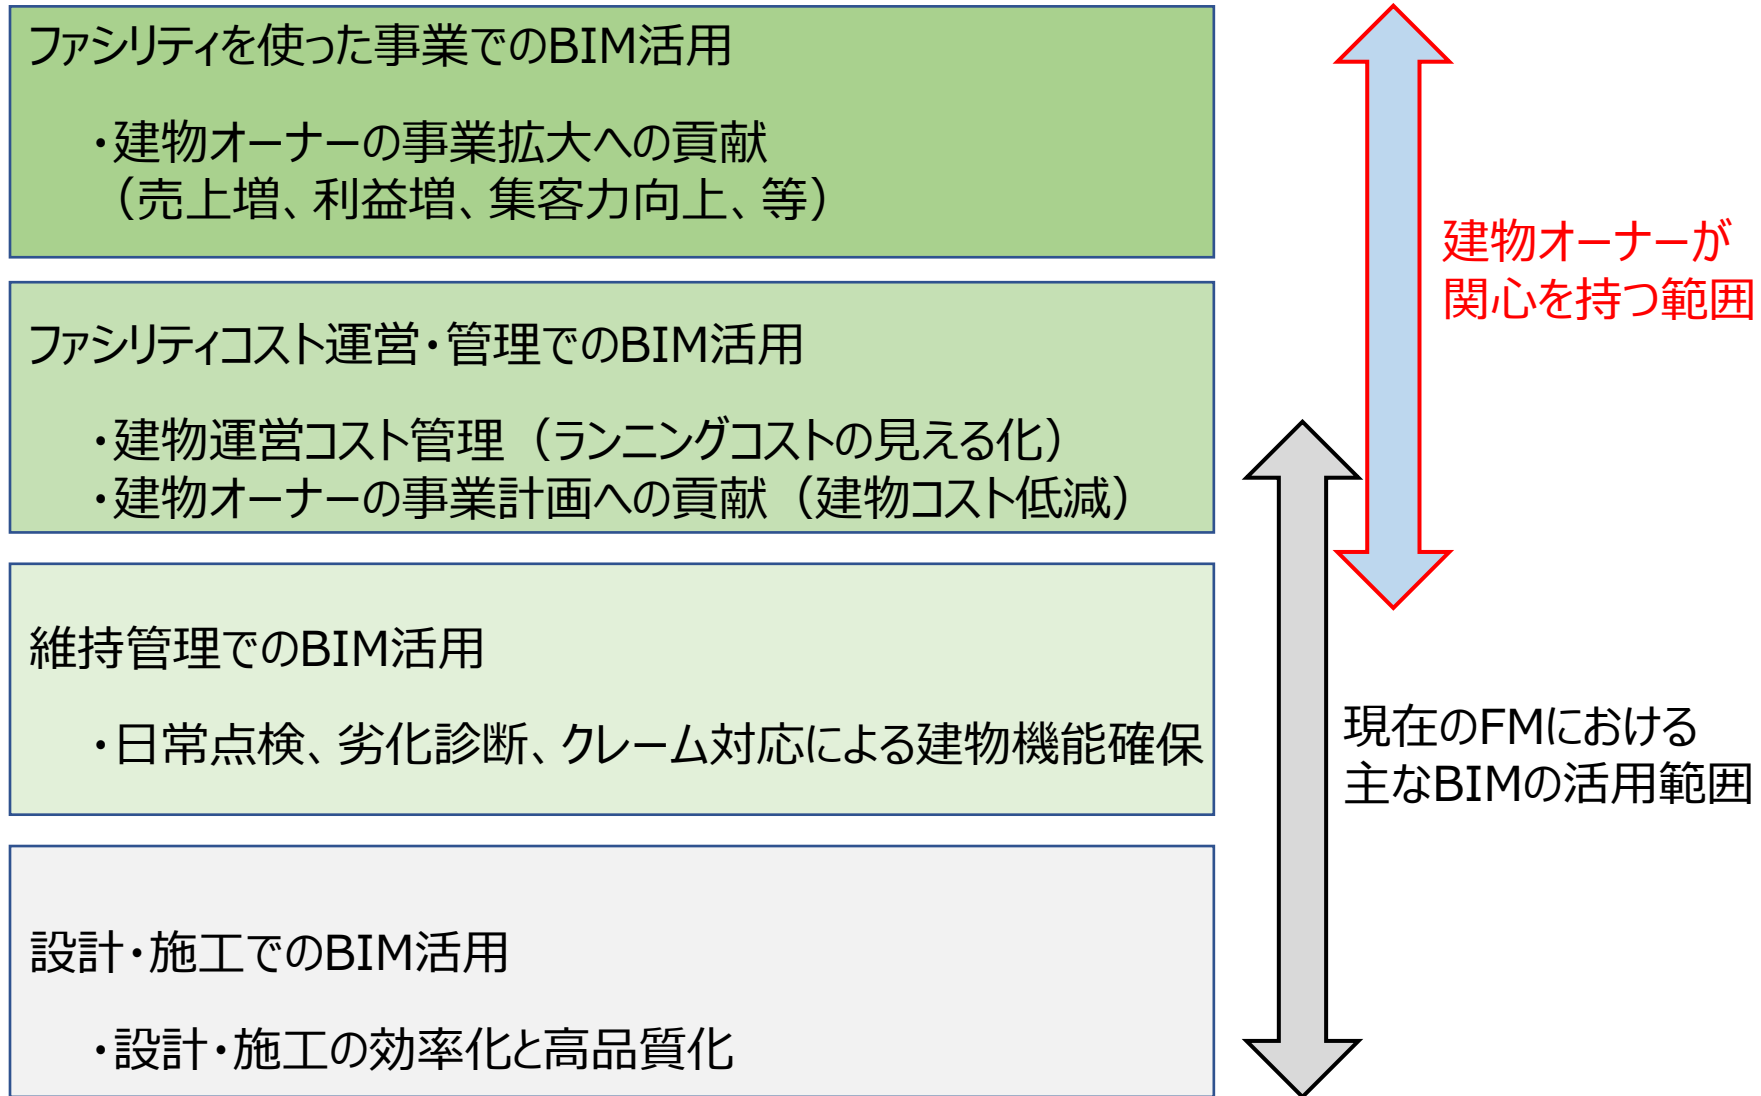 ファシリティを使った事業でのBIM活用
・建物オーナーの事業拡大への貢献
（売上増、利益増、集客力向上、等）
ファシリティコスト運営・管理でのBIM活用
・建物運営コスト管理（ランニングコストの見える化）
・建物オーナーの事業計画への貢献（建物コスト低減）
維持管理でのBIM活用
・日常点検、劣化診断、クレーム対応による建物機能確保
設計・施工でのBIM活用
・設計・施工の効率化と高品質化
建物オーナーが
関心を持つ範囲
現在のFMにおける
主なBIMの活用範囲